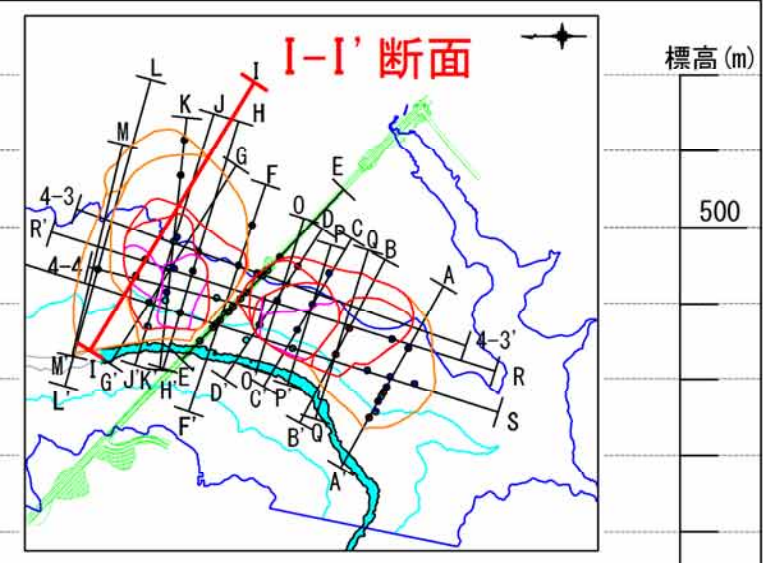 I-I' 断面
標高(m)
500
L
I
K
J
H
M
G
F
E
4-3
O
D
P
C
Q
B
R'
4-4
A
4-3'
R
S
M'
I
G'
J'
K'
H'
E'
L'
F'
D'
O
C'
P'
B'
Q
A'